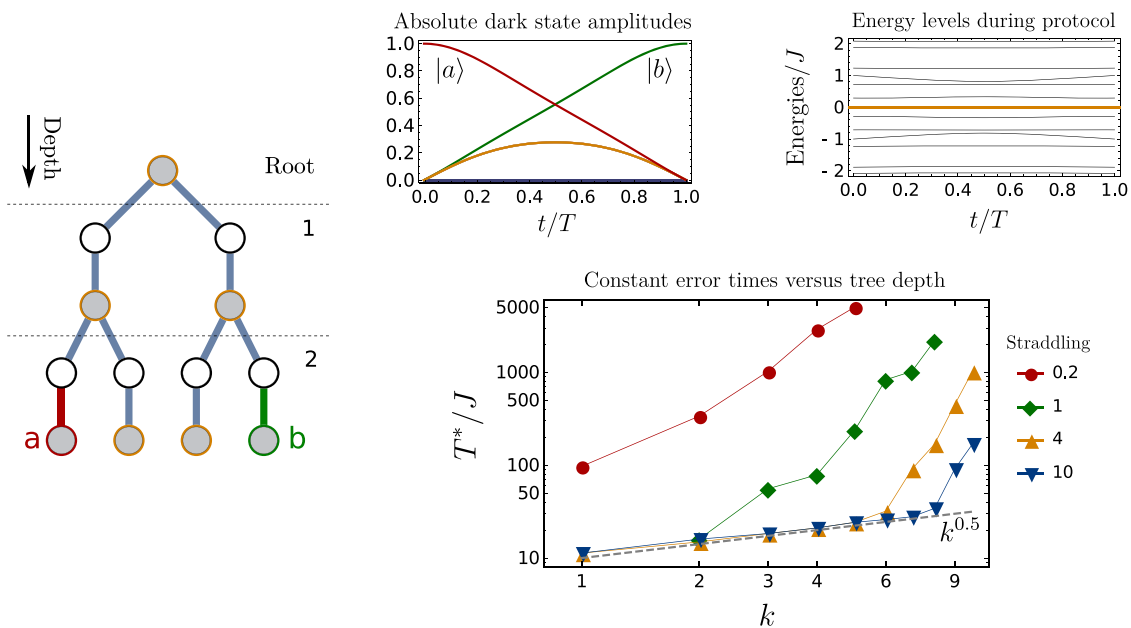 Absolute dark state amplitudes
1.0
0.8
0.6
0.4
0.2
0.0
|a⟩
|b⟩
0.0 0.2 0.4 0.6 0.8 1.0
t/T
Energy levels during protocol
Energies/J
2
1
0
- 1
- 2
0.0 0.2 0.4 0.6 0.8 1.0
t/T
Depth
Root
1
2
a
b
Constant error times versus tree depth
T*/J
5000
1000
500
100
50
10
k^0.5
1 2 3 4 6 9
k
Straddling
0.2
1
4
10